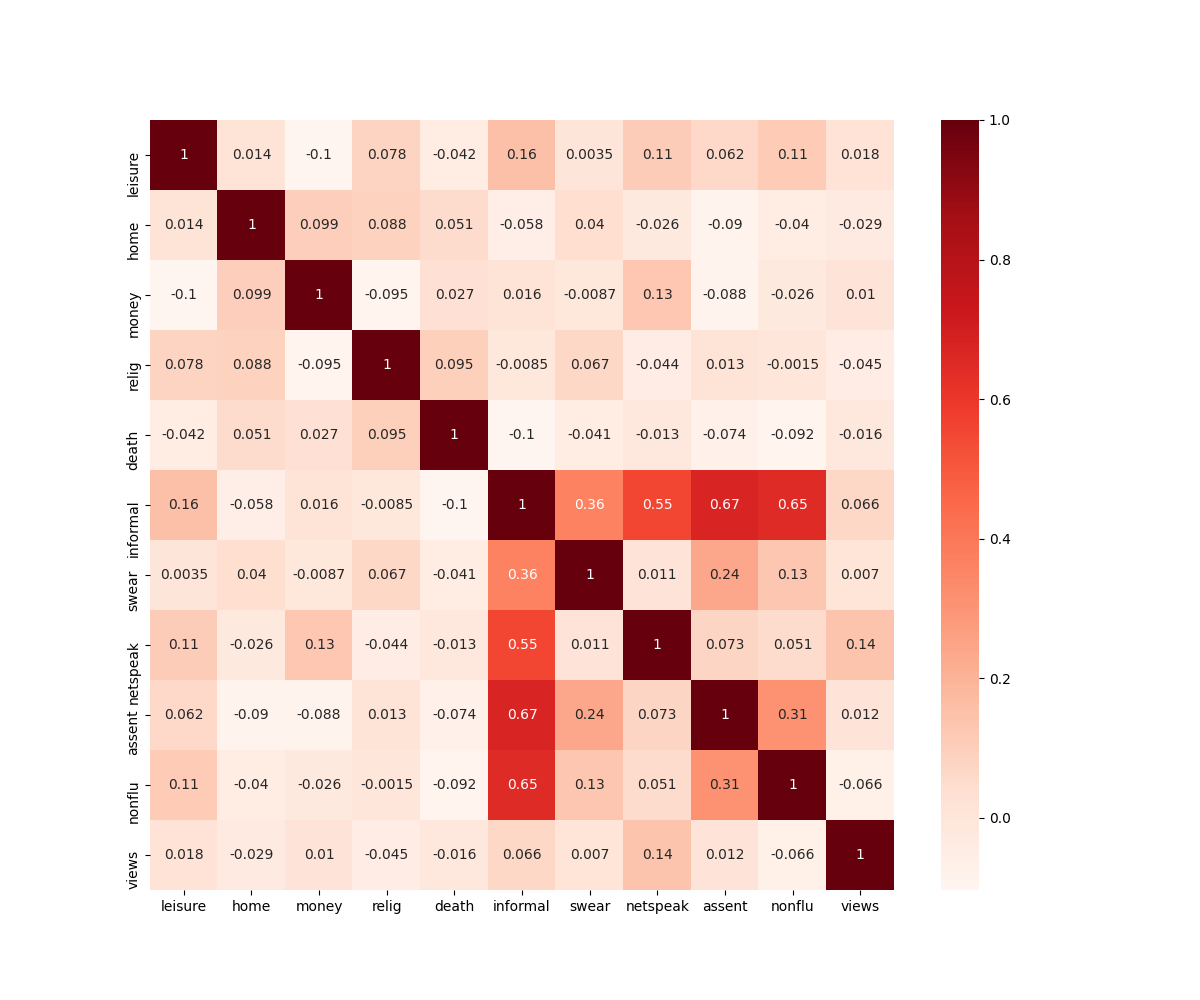 leisure 1 0.014 -0.1 0.078 -0.042 0.16 0.0035 0.11 0.062 0.11 0.018
home 0.014 1 0.099 0.088 0.051 -0.058 0.04 -0.026 -0.09 -0.04 -0.029
money -0.1 0.099 1 -0.095 0.027 0.016 -0.0087 0.13 -0.088 -0.026 0.01
relig 0.078 0.088 -0.095 1 0.095 -0.0085 0.067 -0.044 0.013 -0.0015 -0.045
death -0.042 0.051 0.027 0.095 1 -0.1 -0.041 -0.013 -0.074 -0.092 -0.016
informal 0.16 -0.058 0.016 -0.0085 -0.1 1 0.36 0.55 0.67 0.65 0.066
swear 0.0035 0.04 -0.0087 0.067 -0.041 0.36 1 0.011 0.24 0.13 0.007
netspeak 0.11 -0.026 0.13 -0.044 -0.013 0.55 0.011 1 0.073 0.051 0.14
assent 0.062 -0.09 -0.088 0.013 -0.074 0.67 0.24 0.073 1 0.31 0.012
nonflu 0.11 -0.04 -0.026 -0.0015 -0.092 0.65 0.13 0.051 0.31 1 -0.066
views 0.018 -0.029 0.01 -0.045 -0.016 0.066 0.007 0.14 0.012 -0.066 1
leisure home money relig death informal swear netspeak assent nonflu views
1.0
0.8
0.6
0.4
0.2
0.0